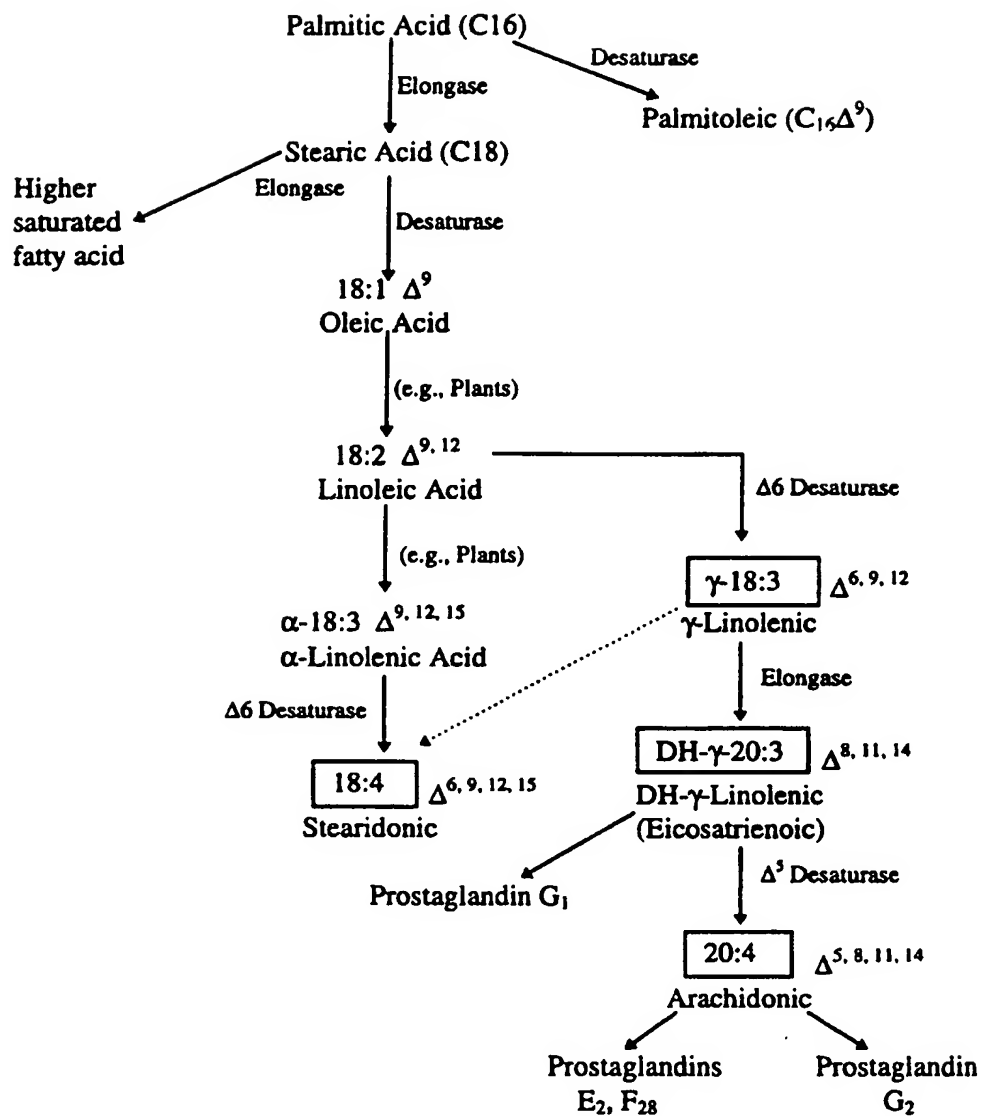 Palmitic Acid (C16)
Desaturase
Elongase
Palmitoleic (C₁₆Δ⁹)
Stearic Acid (C18)
Elongase
Higher
saturated
fatty acid
Desaturase
18:1 Δ⁹
Oleic Acid
(e.g., Plants)
18:2 Δ⁹, ¹²
Linoleic Acid
Δ6 Desaturase
(e.g., Plants)
γ-18:3 Δ⁶, ⁹, ¹²
γ-Linolenic
α-18:3 Δ⁹, ¹², ¹⁵
α-Linolenic Acid
Elongase
Δ6 Desaturase
DH-γ-20:3 Δ⁸, ¹¹, ¹⁴
DH-γ-Linolenic
(Eicosatrienoic)
18:4 Δ⁶, ⁹, ¹², ¹⁵
Stearidonic
Δ⁵ Desaturase
Prostaglandin G₁
20:4 Δ⁵, ⁸, ¹¹, ¹⁴
Arachidonic
Prostaglandins
E₂, F₂₈
Prostaglandin
G₂